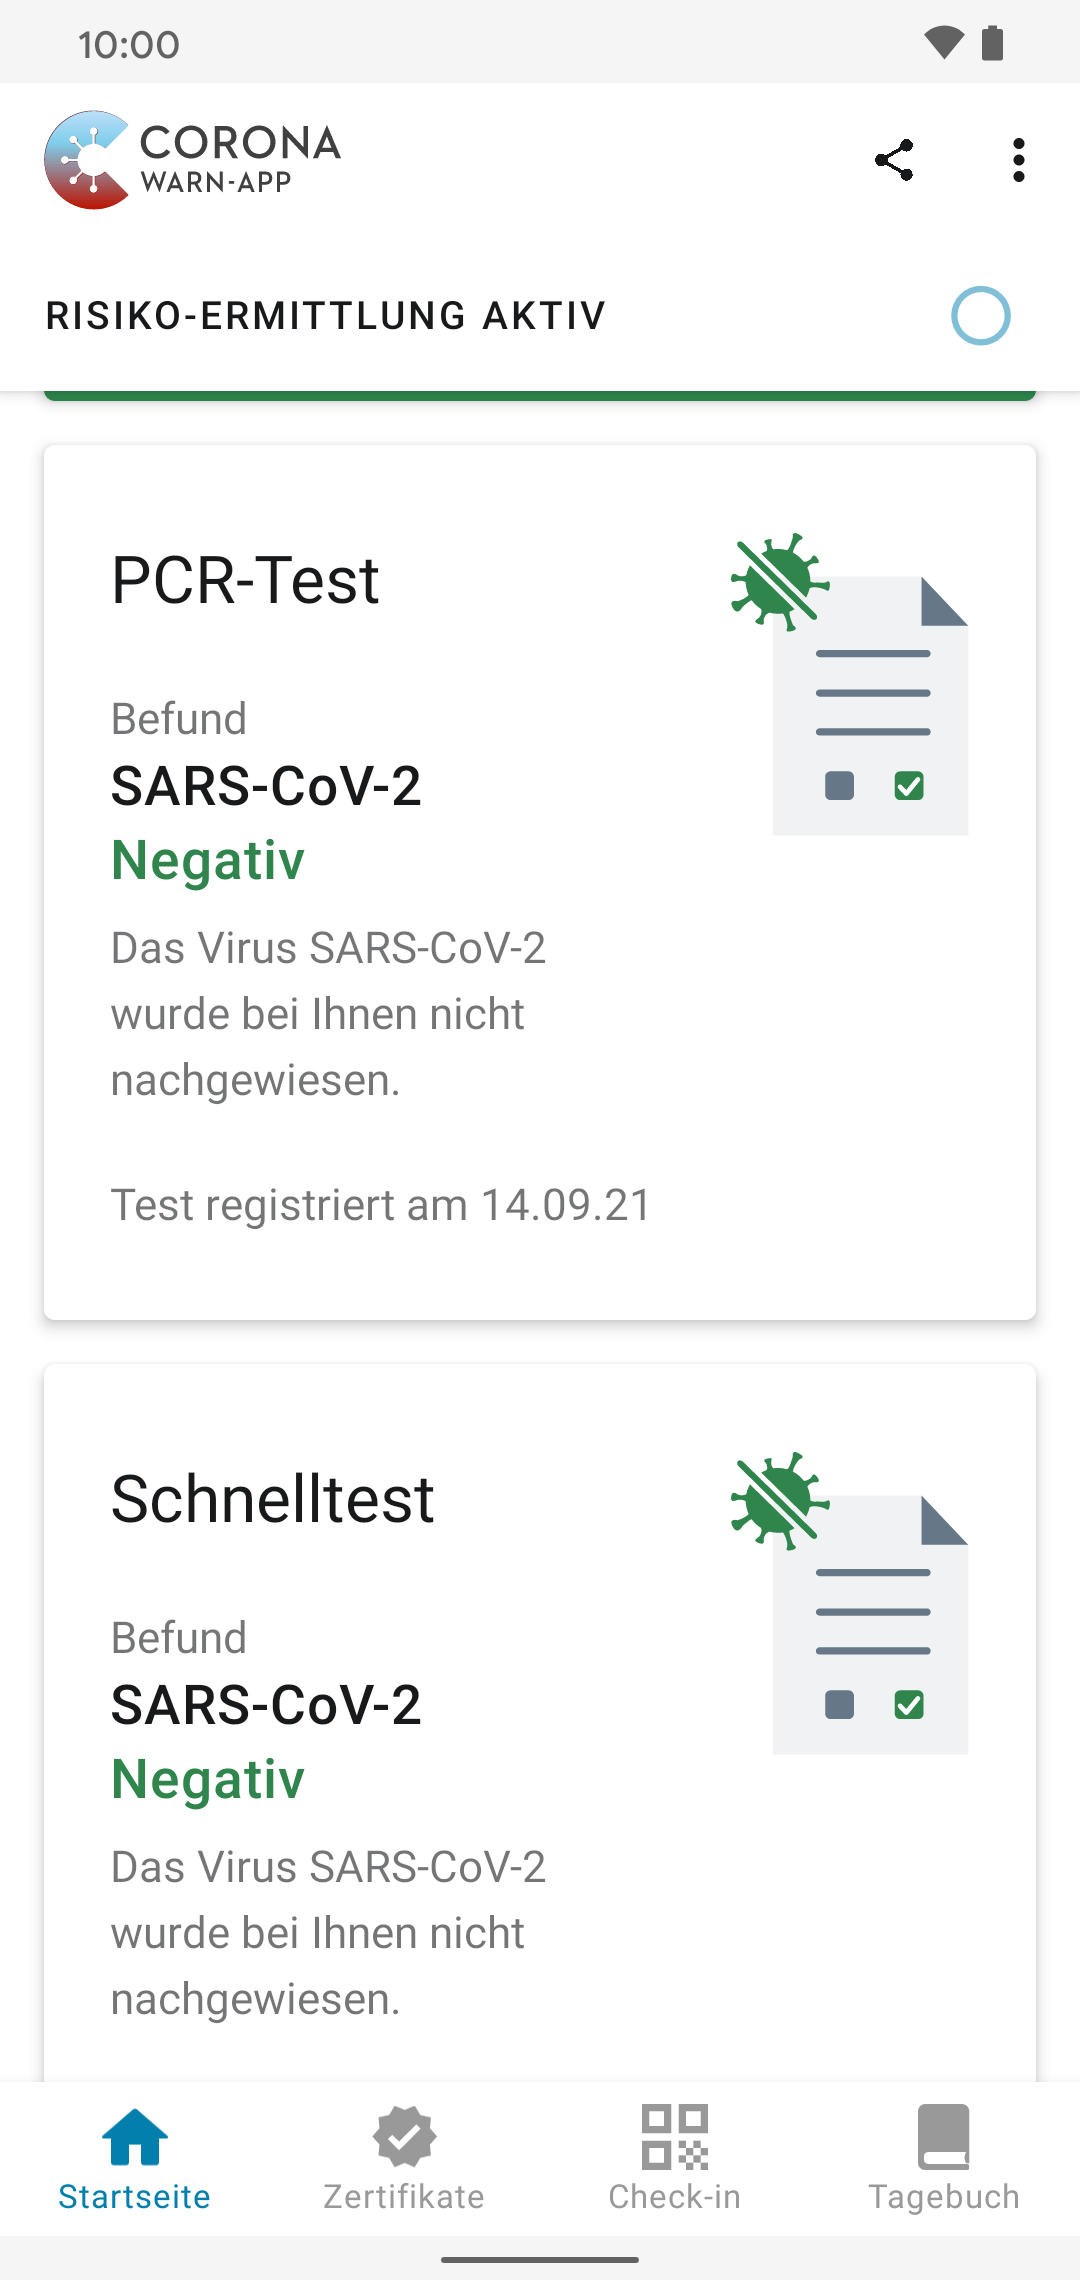 10:00
CORONA
WARN-APP
RISIKO-ERMITTLUNG AKTIV
PCR-Test
Befund
SARS-CoV-2
Negativ
Das Virus SARS-CoV-2
wurde bei Ihnen nicht
nachgewiesen.
Test registriert am 14.09.21
Schnelltest
Befund
SARS-CoV-2
Negativ
Das Virus SARS-CoV-2
wurde bei Ihnen nicht
nachgewiesen.
Startseite
Zertifikate
Check-in
Tagebuch